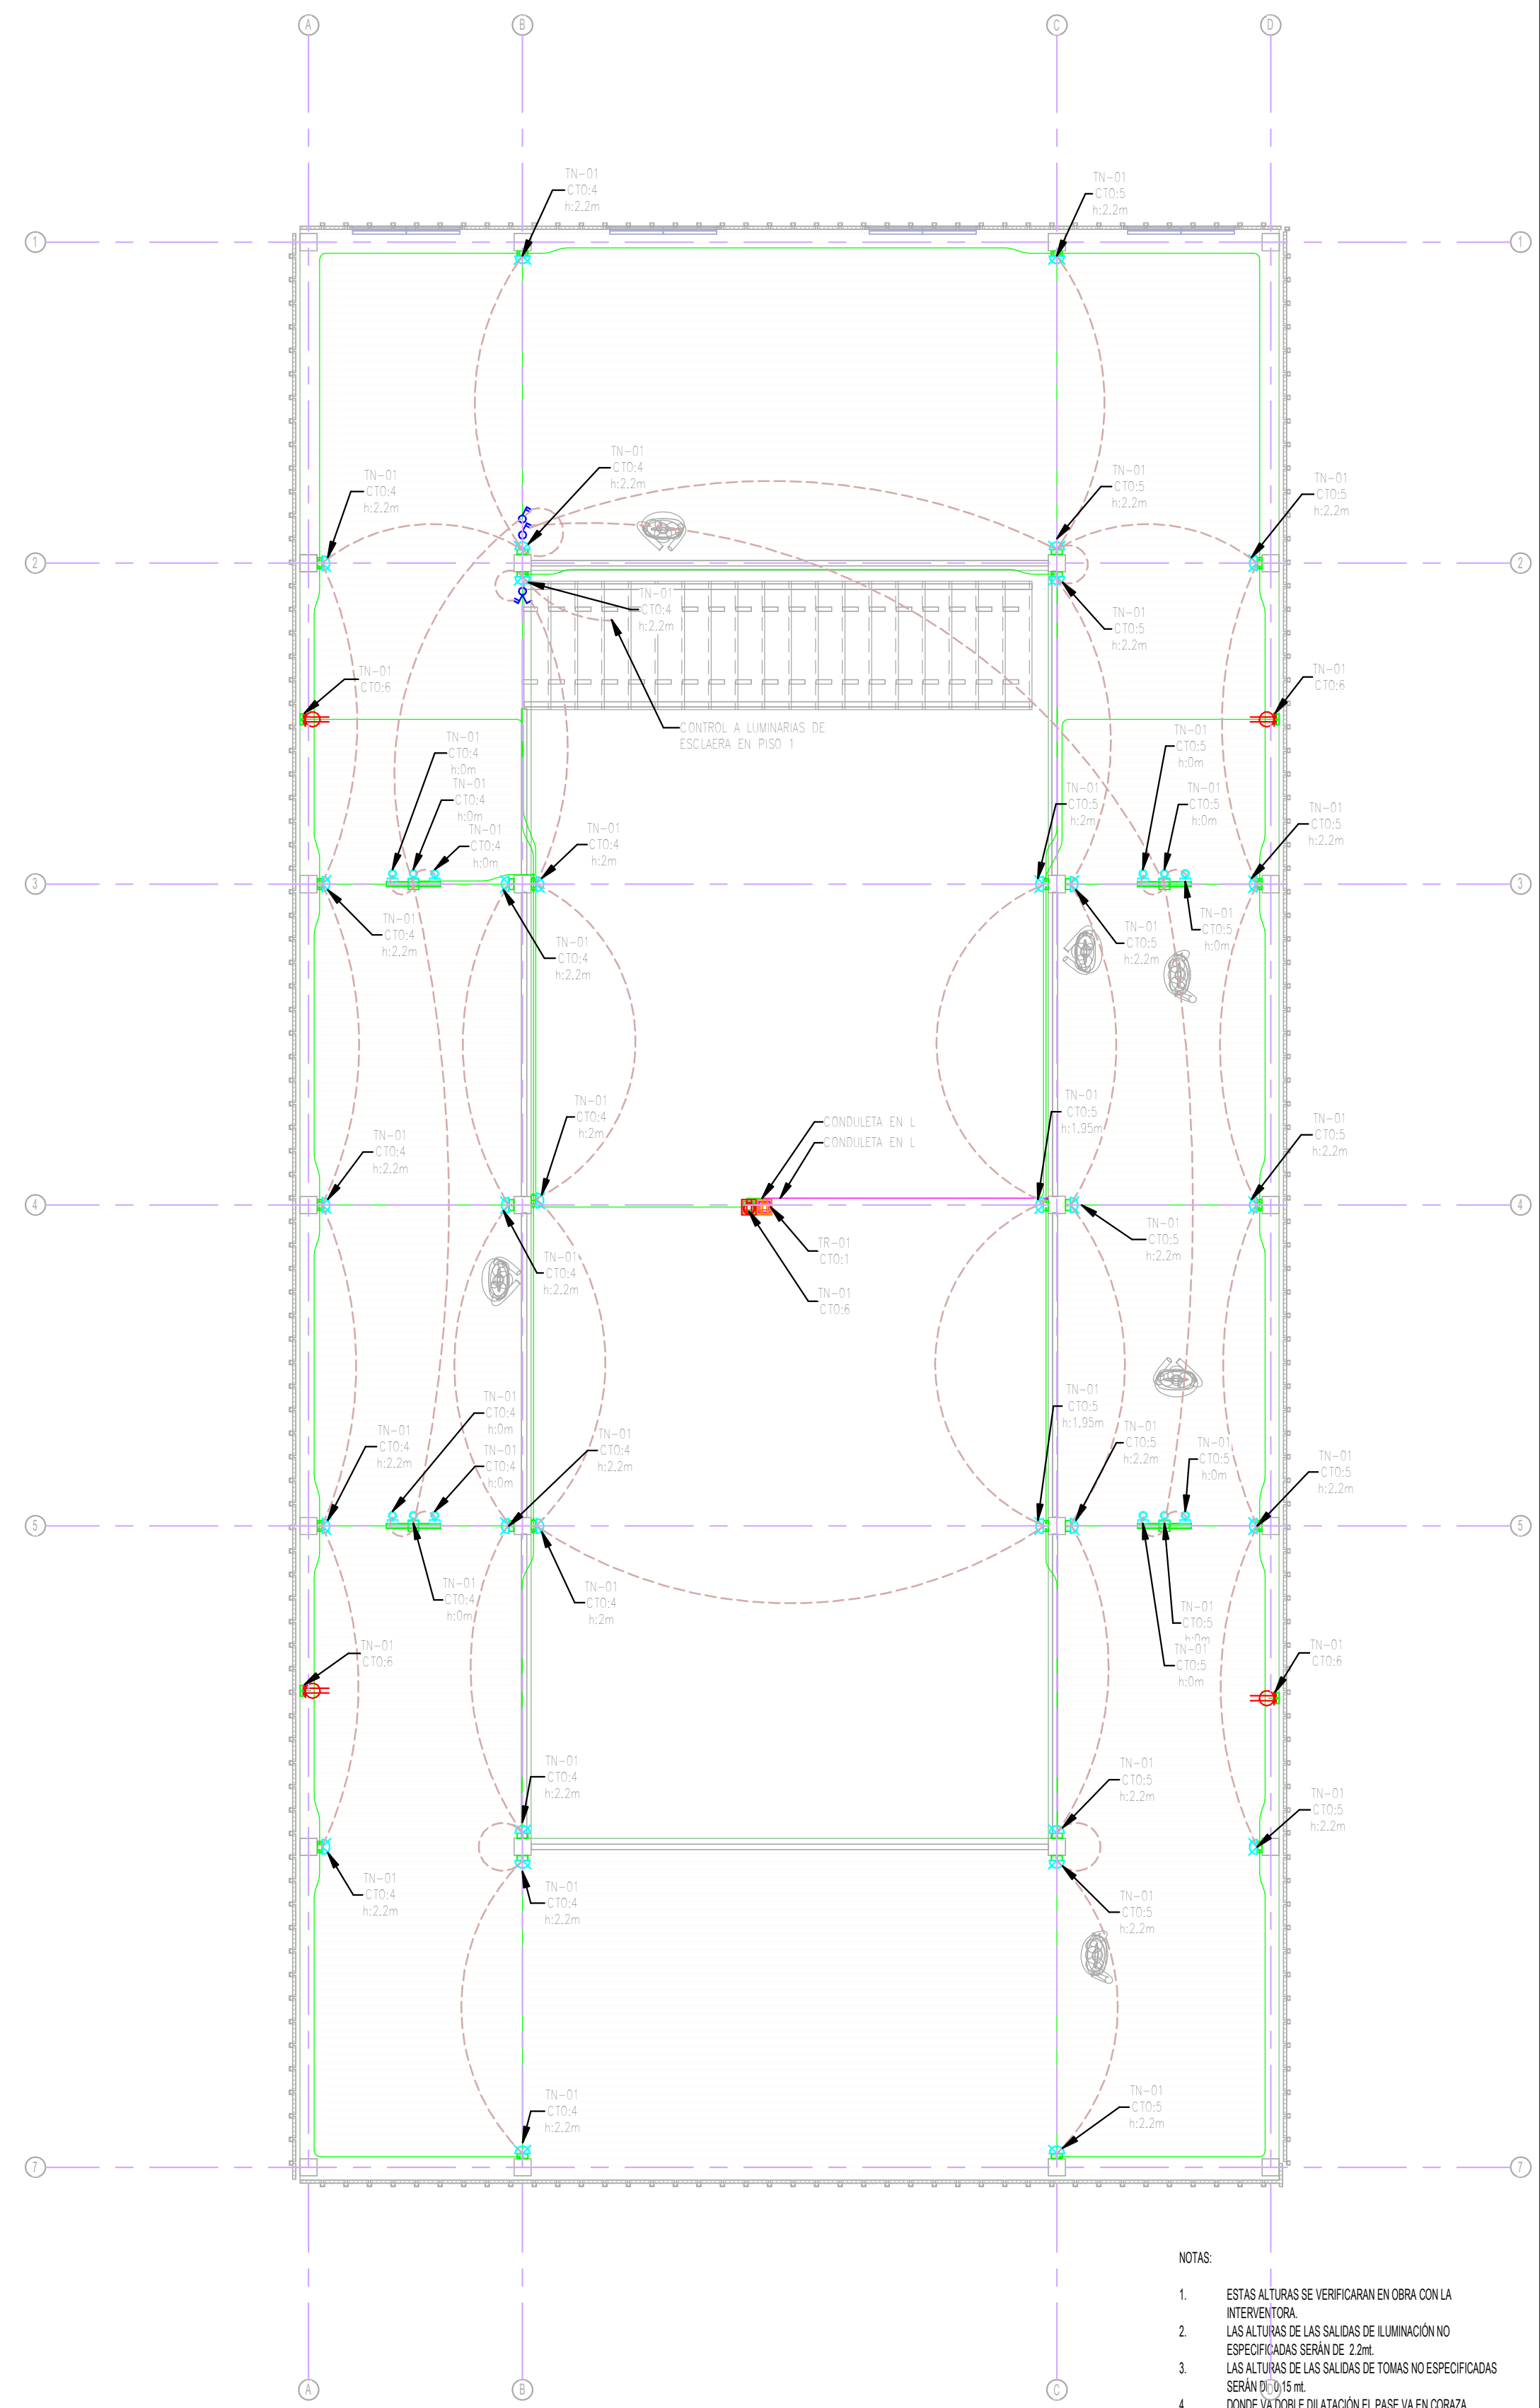 A
B
C
D
TN-01
CTO:4
h:2.2m
TN-01
CTO:5
h:2.2m
1
1
TN-01
CTO:4
h:2.2m
TN-01
CTO:4
h:2.2m
TN-01
CTO:5
h:2.2m
TN-01
CTO:5
h:2.2m
2
2
TN-01
CTO:4
h:2.2m
TN-01
CTO:5
h:2.2m
TN-01
CTO:6
TN-01
CTO:6
CONTROL A LUMINARIAS DE
ESCLAERA EN PISO 1
TN-01
CTO:4
h:0m
TN-01
CTO:4
h:0m
TN-01
CTO:4
h:0m
TN-01
CTO:4
h:2m
TN-01
CTO:5
h:2m
TN-01
CTO:5
h:0m
TN-01
CTO:5
h:0m
TN-01
CTO:5
h:2.2m
3
3
TN-01
CTO:4
h:2.2m
TN-01
CTO:4
h:2.2m
TN-01
CTO:5
h:2.2m
TN-01
CTO:5
h:0m
TN-01
CTO:4
h:2.2m
TN-01
CTO:4
h:2m
CONDULETA EN L
CONDULETA EN L
TN-01
CTO:5
h:1.95m
TN-01
CTO:5
h:2.2m
4
4
TN-01
CTO:4
h:2.2m
TR-01
CTO:1
TN-01
CTO:6
TN-01
CTO:5
h:2.2m
TN-01
CTO:4
h:2.2m
TN-01
CTO:4
h:0m
TN-01
CTO:4
h:0m
TN-01
CTO:4
h:2.2m
TN-01
CTO:5
h:1.95m
TN-01
CTO:5
h:2.2m
TN-01
CTO:5
h:0m
TN-01
CTO:5
h:2.2m
5
5
TN-01
CTO:4
h:0m
TN-01
CTO:4
h:2m
TN-01
CTO:5
h:0m
TN-01
CTO:5
h:0m
TN-01
CTO:6
TN-01
CTO:6
TN-01
CTO:4
h:2.2m
TN-01
CTO:5
h:2.2m
TN-01
CTO:5
h:2.2m
TN-01
CTO:4
h:2.2m
TN-01
CTO:4
h:2.2m
TN-01
CTO:5
h:2.2m
TN-01
CTO:4
h:2.2m
TN-01
CTO:5
h:2.2m
7
7
NOTAS:
1. ESTAS ALTURAS SE VERIFICARAN EN OBRA CON LA
INTERVENTORA.
2. LAS ALTURAS DE LAS SALIDAS DE ILUMINACIÓN NO
ESPECIFICADAS SERÁN DE 2.2mt.
3. LAS ALTURAS DE LAS SALIDAS DE TOMAS NO ESPECIFICADAS
SERÁN DE 0.15 mt.
4. DONDE VA DOBLE DILATACIÓN EL PASE VA EN CORAZA
A
B
C
D